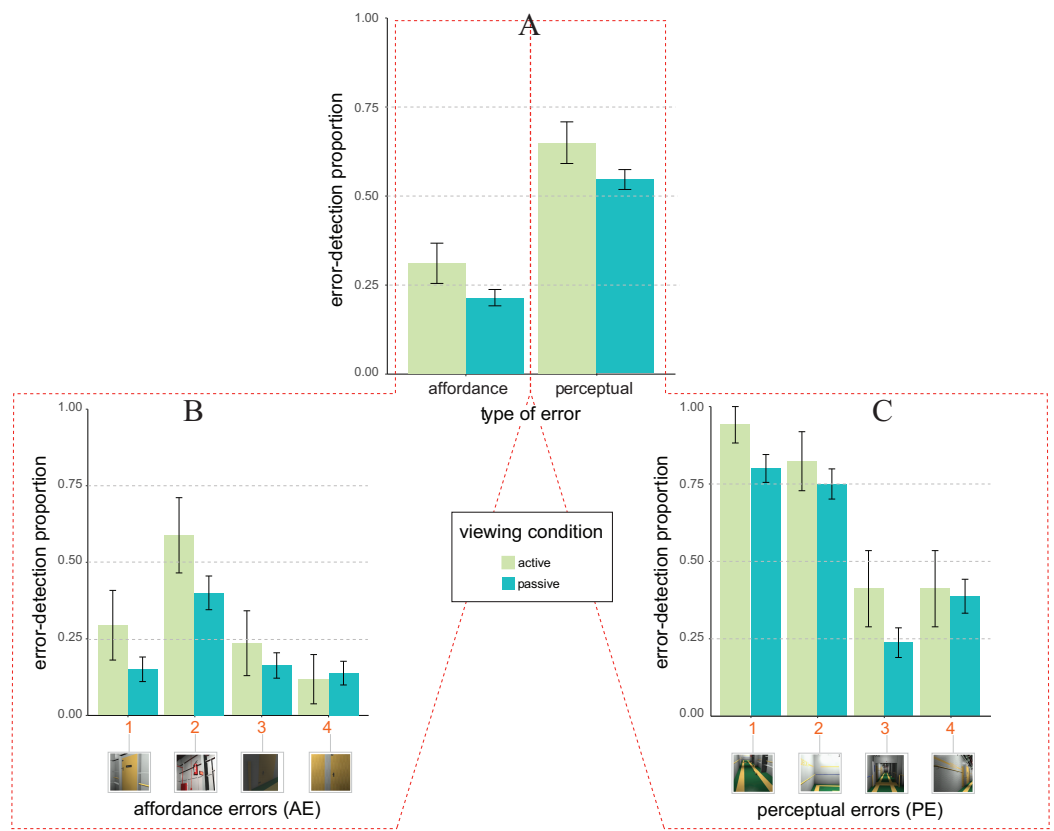 A
1.00
0.75
0.50
0.25
0.00
error-detection proportion
affordance perceptual
type of error
B
1.00
0.75
0.50
0.25
0.00
error-detection proportion
1 2 3 4
affordance errors (AE)
viewing condition
active
passive
C
1.00
0.75
0.50
0.25
0.00
error-detection proportion
1 2 3 4
perceptual errors (PE)